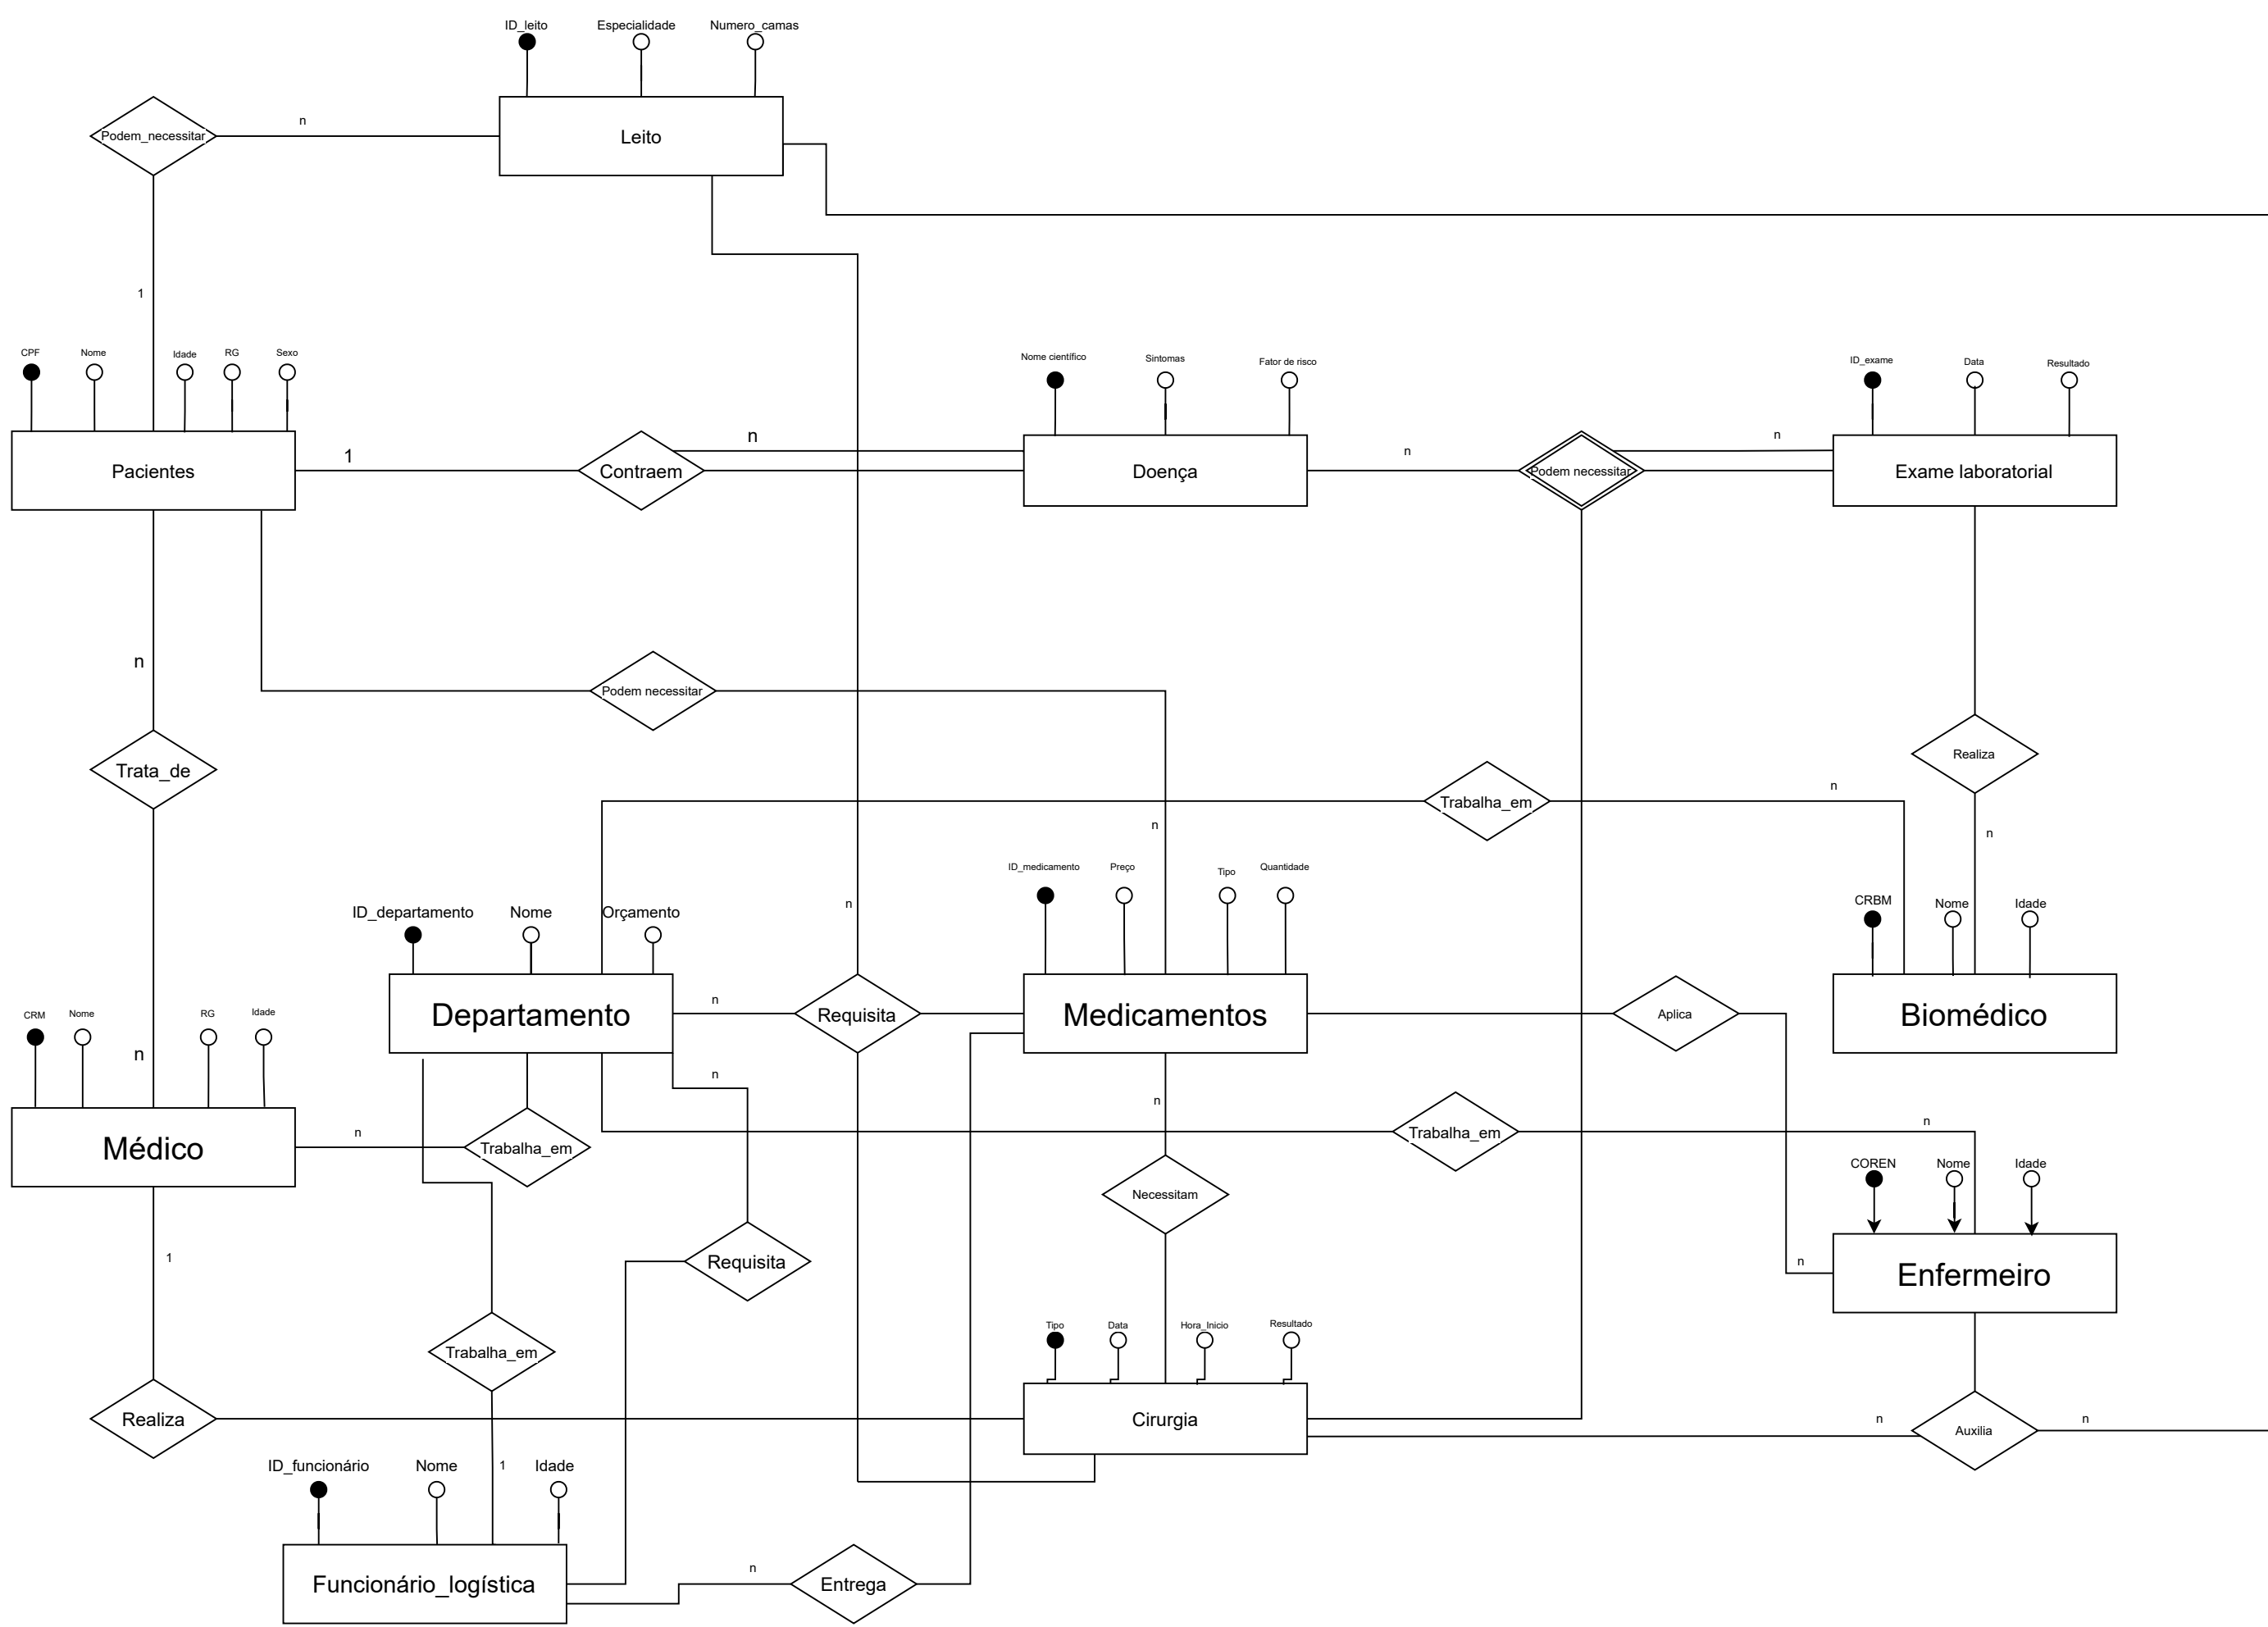 ID_leito
Especialidade
Numero_camas
Podem_necessitar
n
Leito
1
CPF
Nome
Idade
RG
Sexo
Nome científico
Sintomas
Fator de risco
ID_exame
Data
Resultado
Pacientes
1
Contraem
n
Doença
n
Podem necessitar
n
Exame laboratorial
n
Podem necessitar
Trata_de
Realiza
Trabalha_em
n
n
n
ID_medicamento
Preço
Tipo
Quantidade
ID_departamento
Nome
Orçamento
n
CRBM
Nome
Idade
Departamento
n
Requisita
Medicamentos
Aplica
Biomédico
CRM
Nome
RG
Idade
n
n
n
Médico
n
Trabalha_em
Trabalha_em
n
COREN
Nome
Idade
Necessitam
1
Requisita
n
Enfermeiro
Tipo
Data
Hora_Inicio
Resultado
Trabalha_em
Realiza
Cirurgia
n
Auxilia
n
ID_funcionário
Nome
1
Idade
Funcionário_logística
n
Entrega